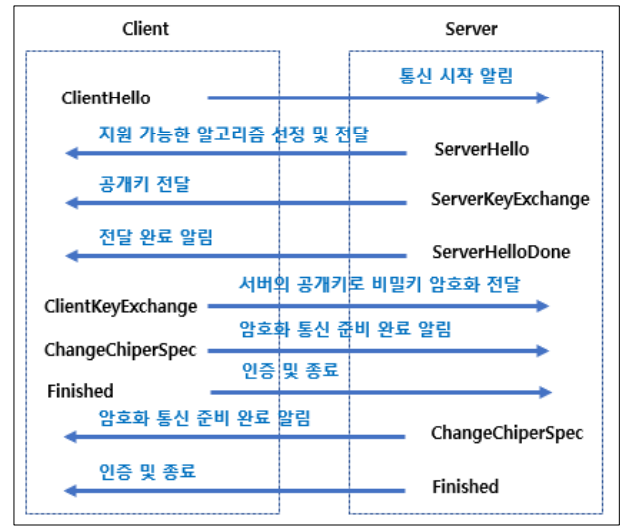 Client Server
통신 시작 알림
ClientHello
지원 가능한 알고리즘 선정 및 전달
ServerHello
공개키 전달
ServerKeyExchange
전달 완료 알림
ServerHelloDone
서버의 공개키로 비밀키 암호화 전달
ClientKeyExchange
암호화 통신 준비 완료 알림
ChangeChiperSpec
인증 및 종료
Finished
암호화 통신 준비 완료 알림
ChangeChiperSpec
인증 및 종료
Finished